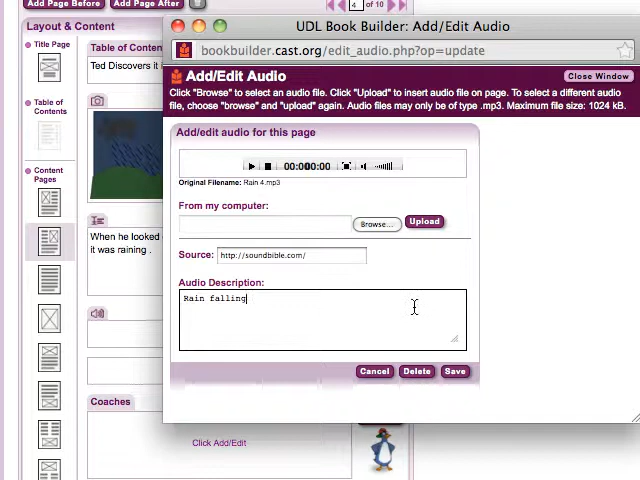 Add Page Before
Add Page After
4 of 10
Layout & Content
Title Page
Table of Contents
Content Pages
Table of Conten
Ted Discovers it i
When he looked
it was raining .
Coaches
Click Add/Edit
UDL Book Builder: Add/Edit Audio
bookbuilder.cast.org/edit_audio.php?op=update
Add/Edit Audio
Close Window
Click "Browse" to select an audio file. Click "Upload" to insert audio file on page. To select a different audio
file, choose "browse" and "upload" again. Audio files may only be of type .mp3. Maximum file size: 1024 kB.
Add/edit audio for this page
Original Filename: Rain 4.mp3
From my computer:
Browse...
Upload
Source: http://soundbible.com/
Audio Description:
Rain falling
Cancel
Delete
Save